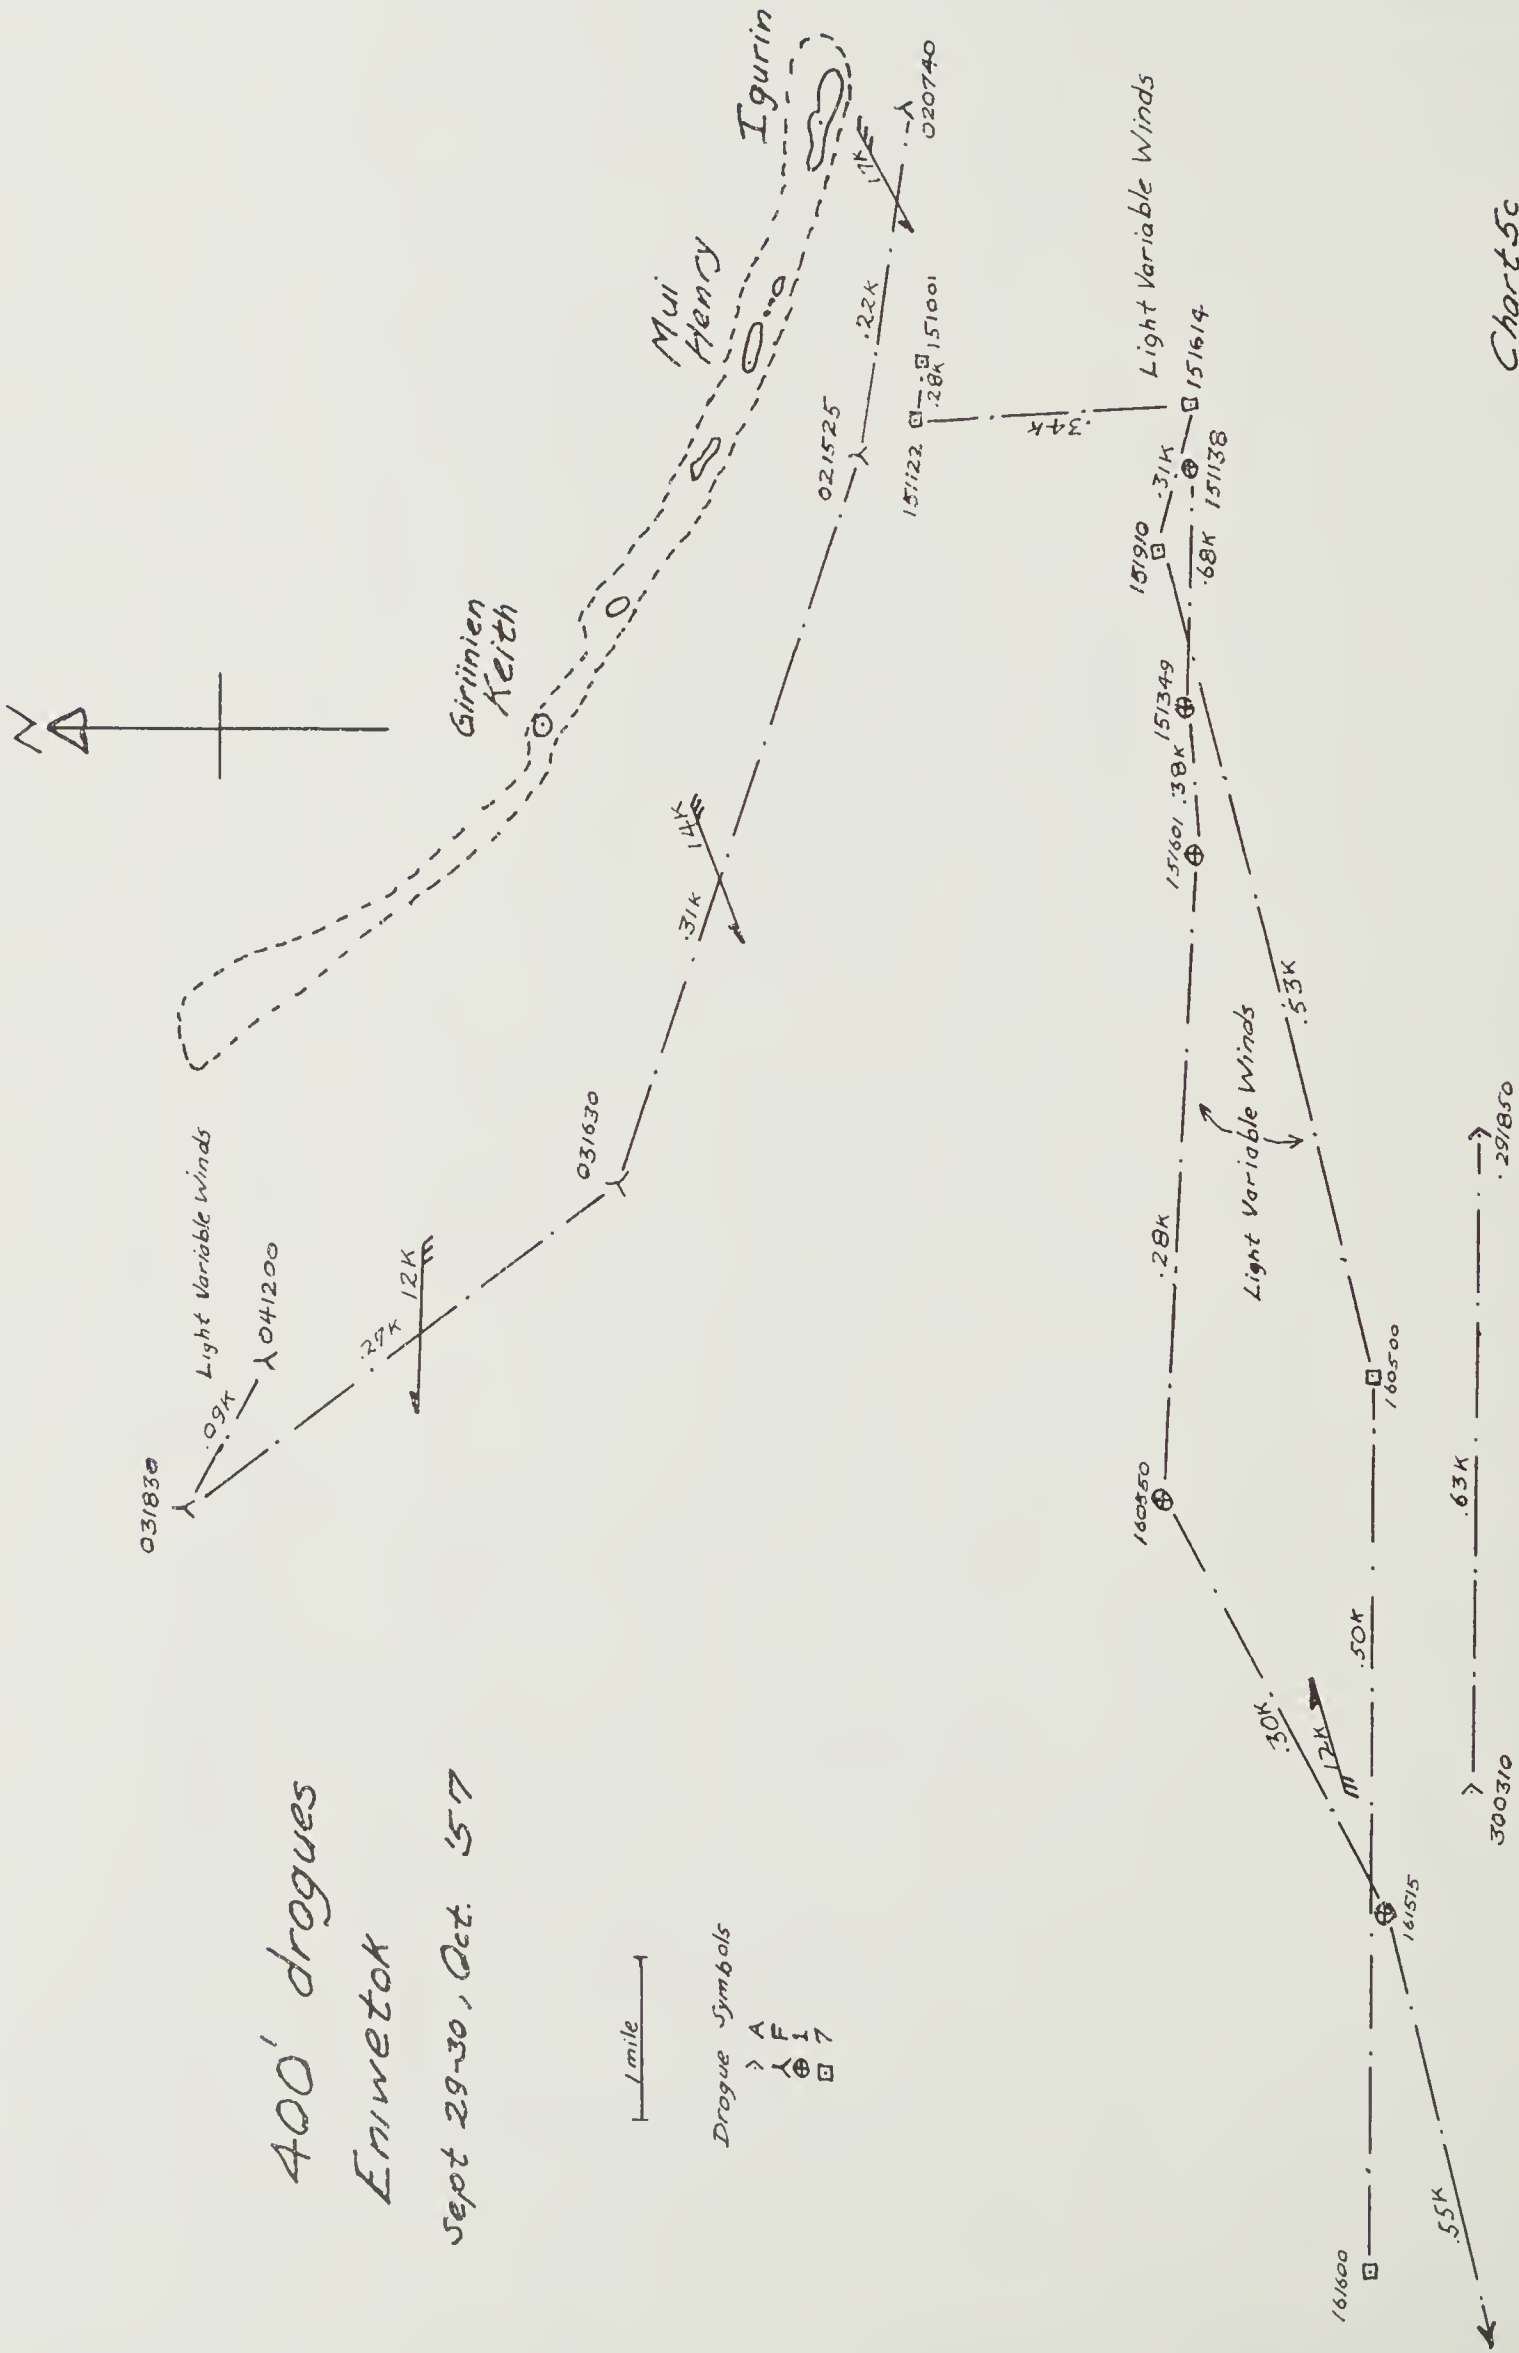 400' drogues
Eniwetok
Sept 29-30, Oct. '57
1 mile
Drogue Symbols
A
F
1
7
N
Giriinien
Keith
Mui
Henry
Igurin
031830
.09K
041200
Light Variable Winds
.27K
12K
031630
.31K
14K
021525
.22K
17K
020740
151122
.28K
151001
.34K
Light Variable Winds
151614
.31K
151910
151138
.68K
151349
.38K
151601
.28K
Light Variable Winds
.53K
160500
.30K
12K
.50K
161515
161600
.55K
.63K
300310
291850
Chart 5c